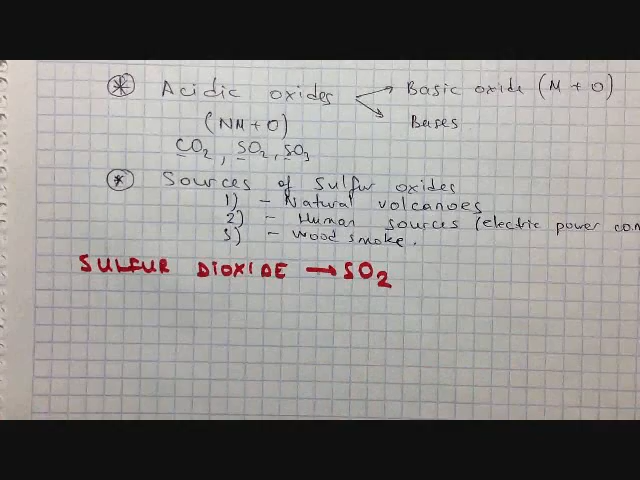 * Acidic oxides → Basic oxide (M + O)
(NM + O) → Bases
CO2, SO2, SO3
* Sources of sulfur oxides
1) - Natural volcanoes
2) - Human sources (electric power
3) - Wood smoke.
SULFUR DIOXIDE → SO2